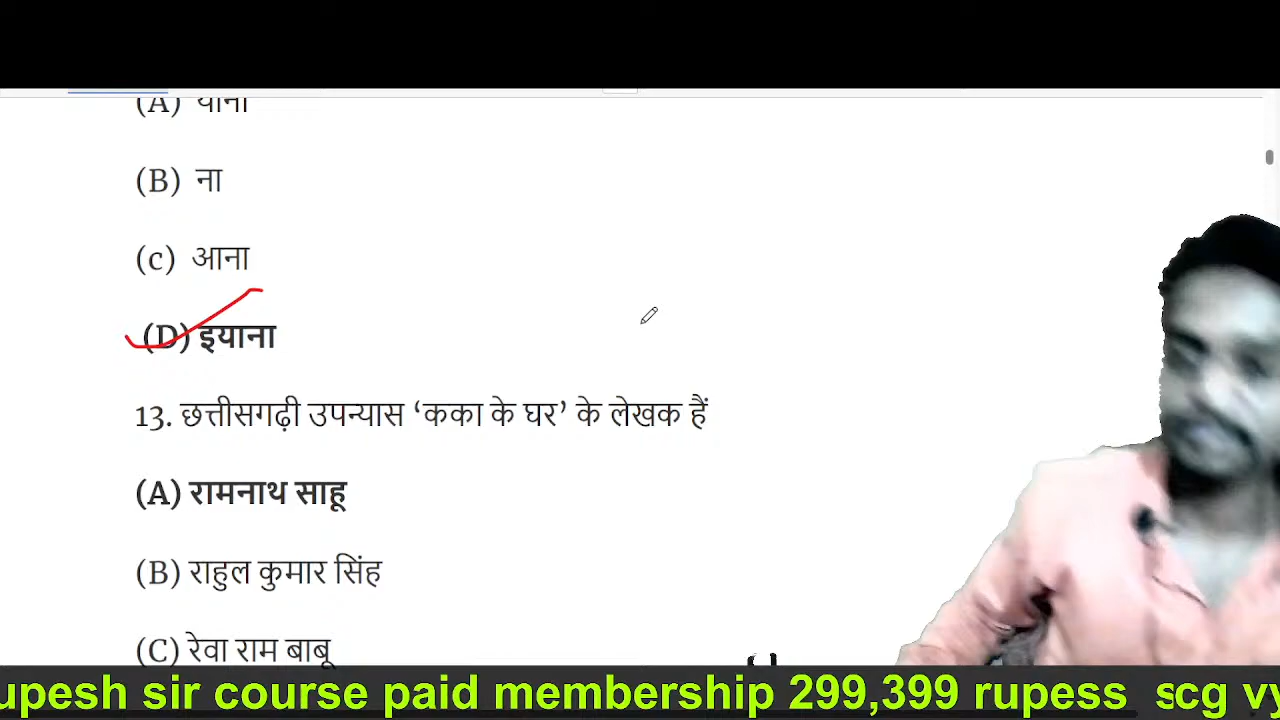 (A) याना
(B) ना
(c) आना
(D) इयाना
13. छत्तीसगढ़ी उपन्यास ‘कका के घर’ के लेखक हैं
(A) रामनाथ साहू
(B) राहुल कुमार सिंह
(C) रेवा राम बाबू
upesh sir course paid membership 299,399 rupess scg vy